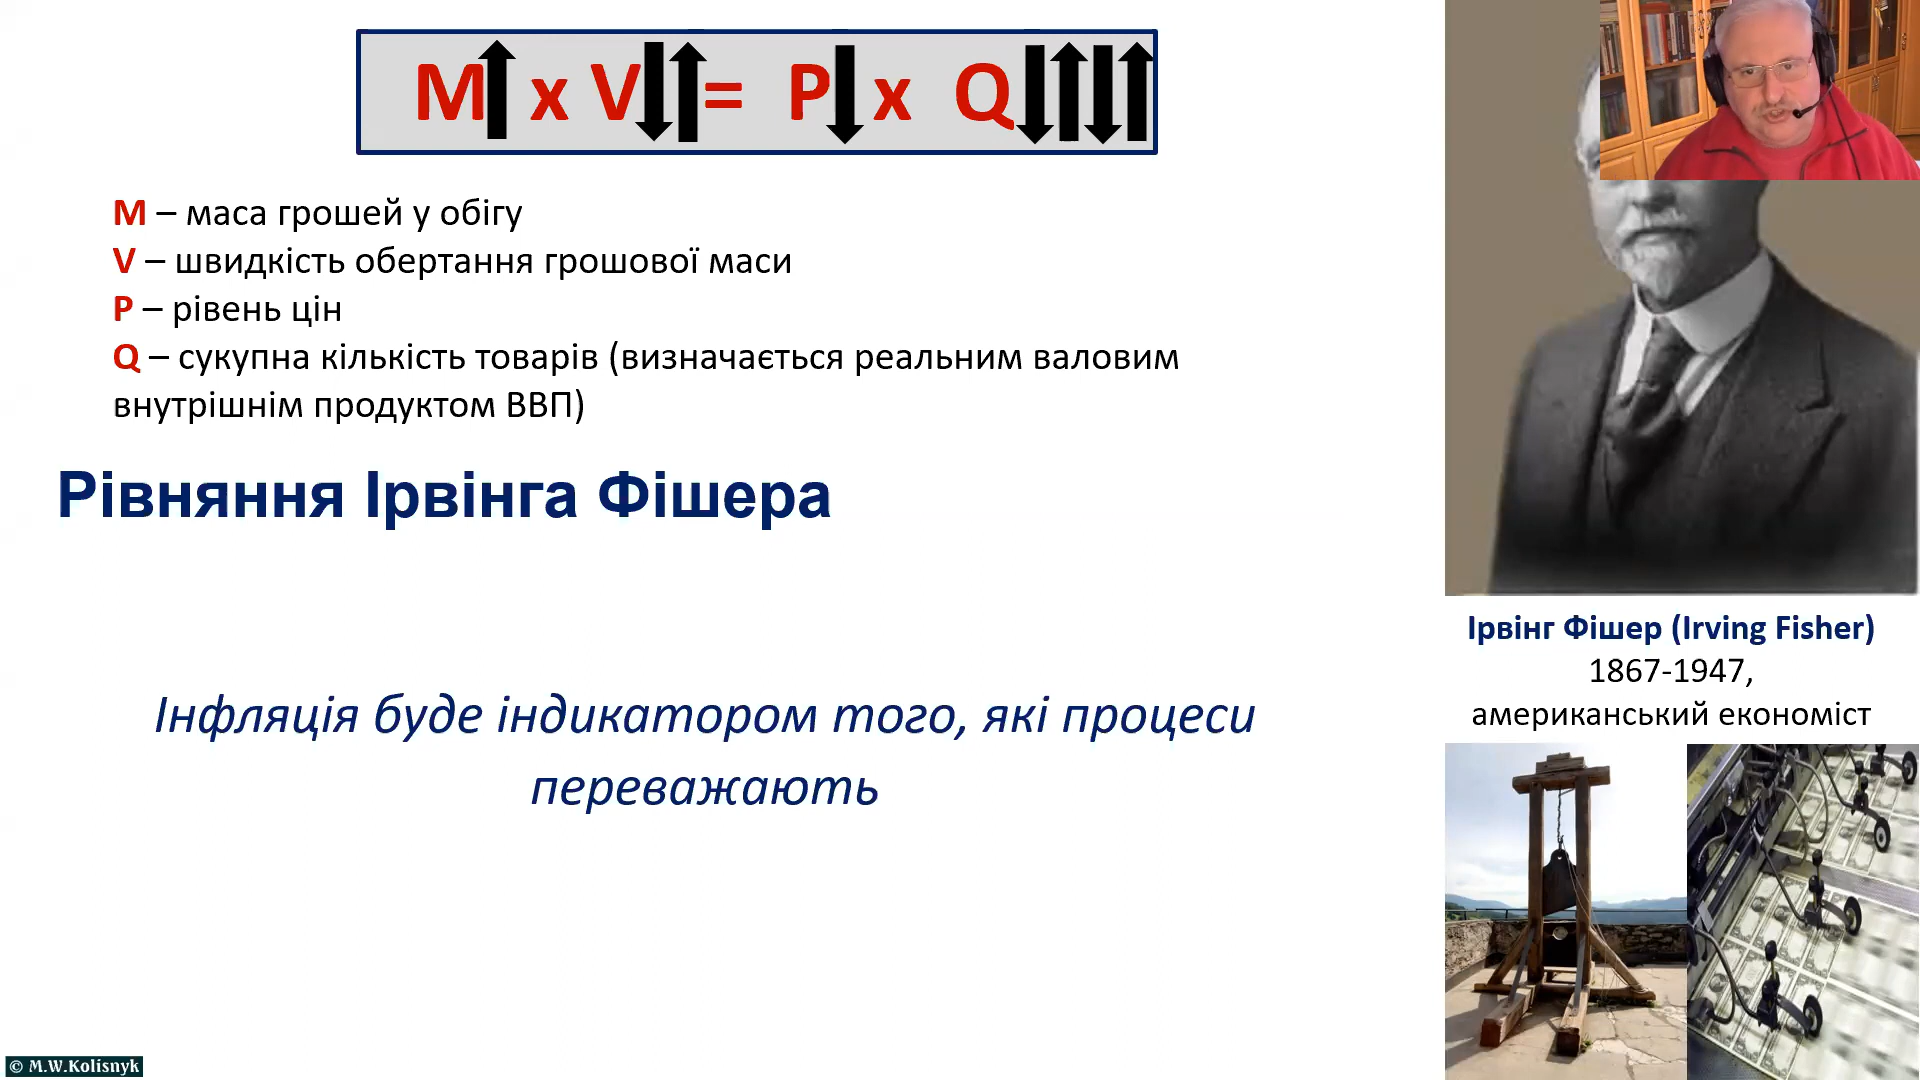 M x V = P x Q
M – маса грошей у обігу
V – швидкість обертання грошової маси
P – рівень цін
Q – сукупна кількість товарів (визначається реальним валовим
внутрішнім продуктом ВВП)
Рівняння Ірвінга Фішера
Інфляція буде індикатором того, які процеси
переважають
Ірвінг Фішер (Irving Fisher)
1867-1947,
американський економіст
© M.W.Kolisnyk